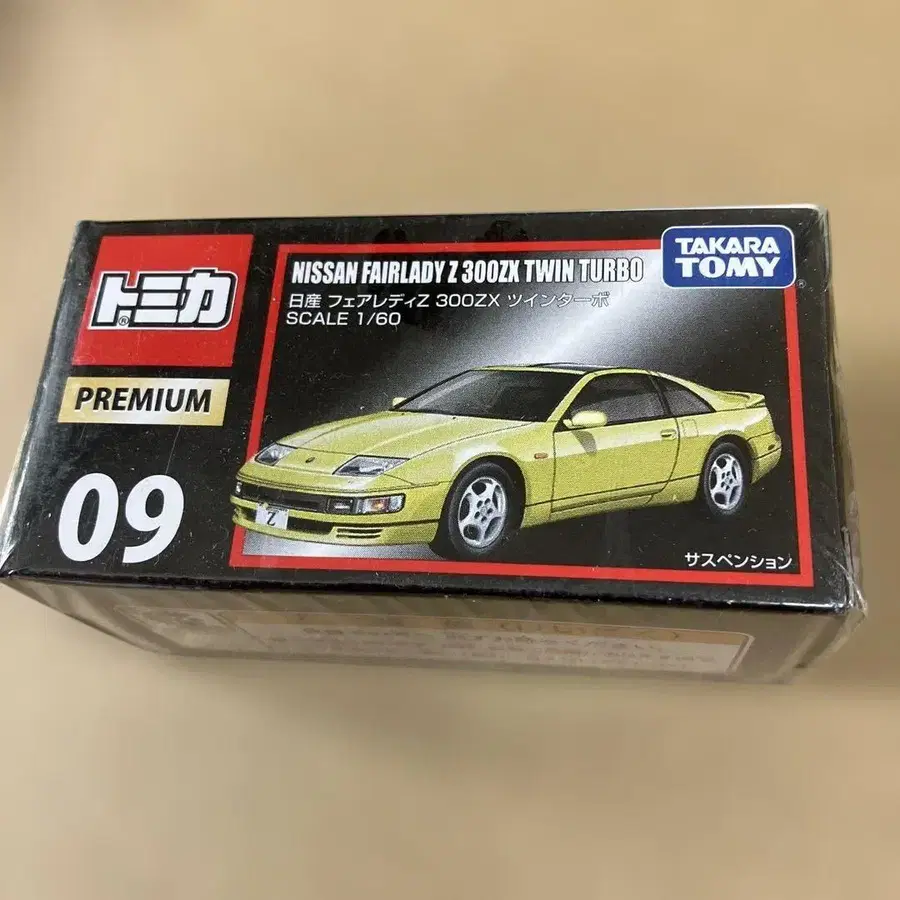 トミカ
PREMIUM
09
NISSAN FAIRLADY Z 300ZX TWIN TURBO
日産 フェアレディZ 300ZX ツインターボ
SCALE 1/60
TAKARA
TOMY
Z
サスペンション